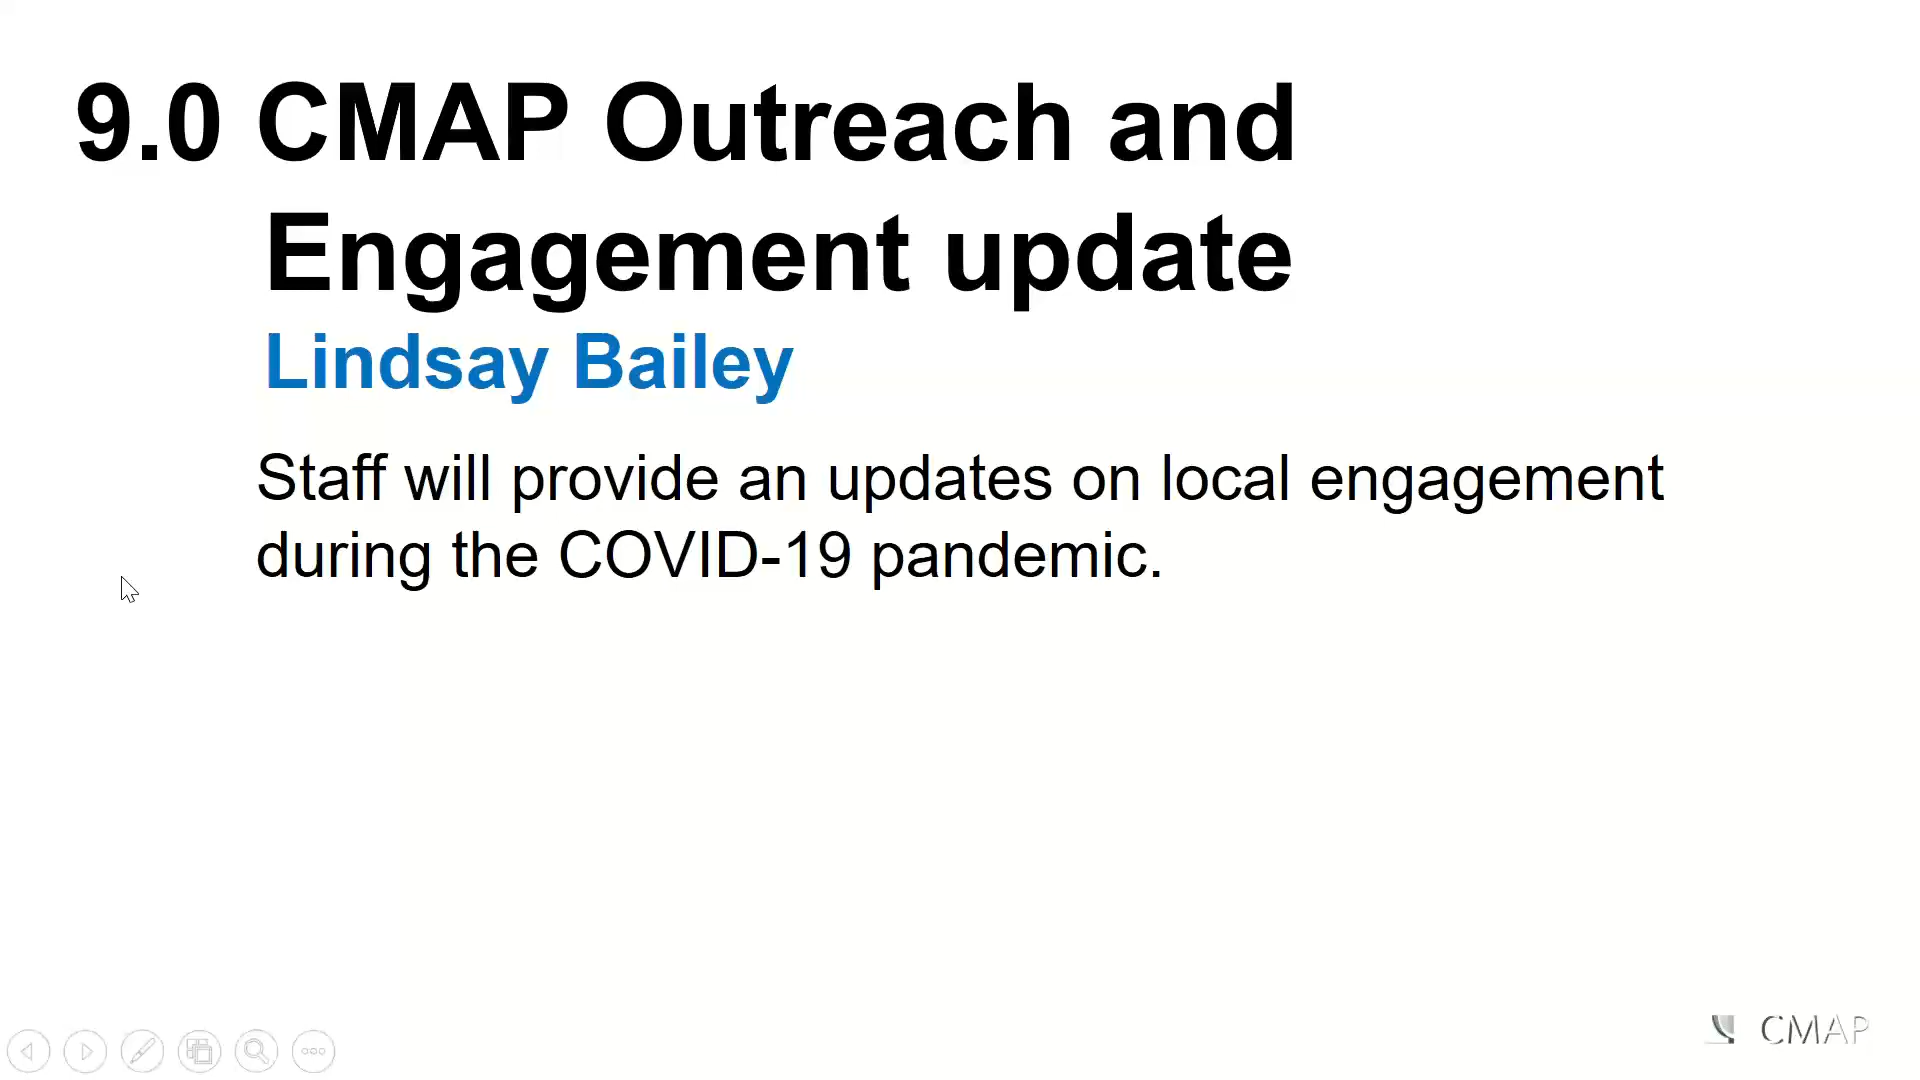 9.0 CMAP Outreach and
Engagement update
Lindsay Bailey
Staff will provide an updates on local engagement
during the COVID-19 pandemic.
CMAP